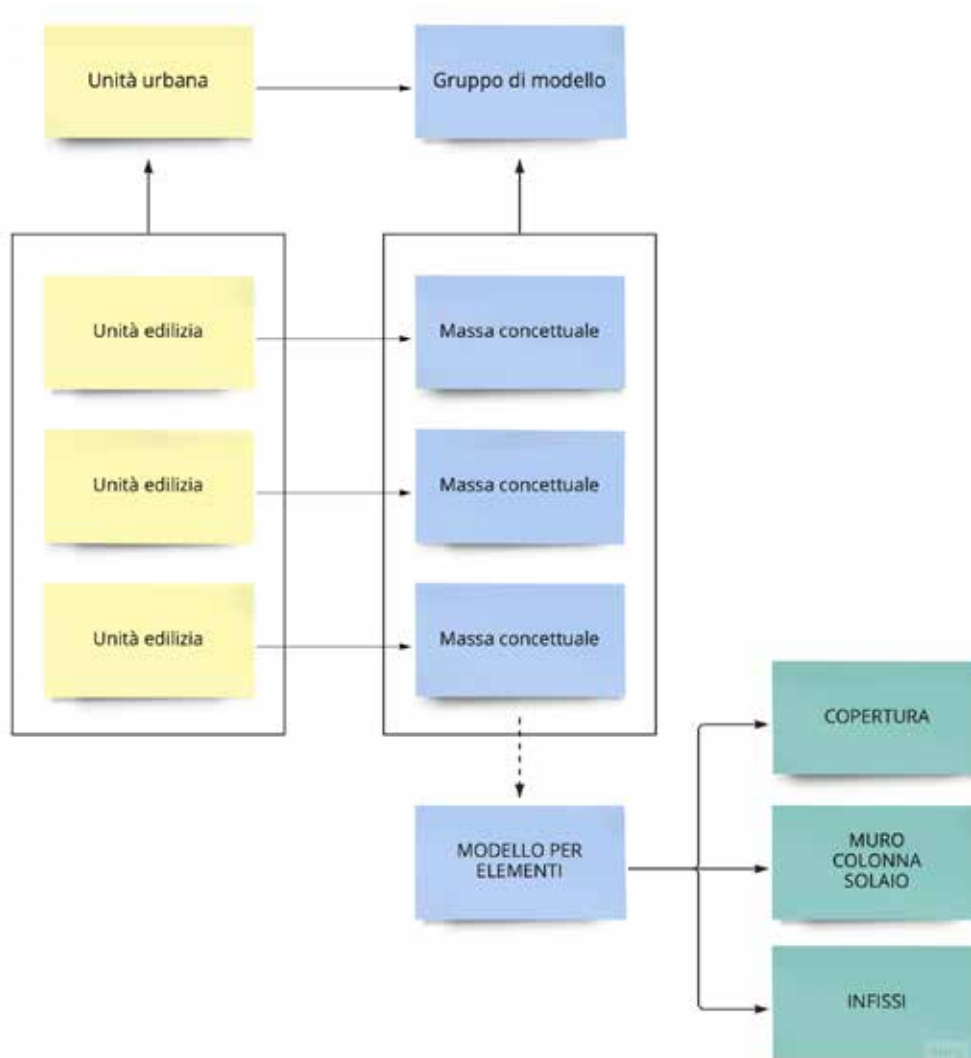 Unità urbana
Gruppo di modello
Unità edilizia
Massa concettuale
Unità edilizia
Massa concettuale
Unità edilizia
Massa concettuale
COPERTURA
MODELLO PER
ELEMENTI
MURO
COLONNA
SOLAIO
INFISSI